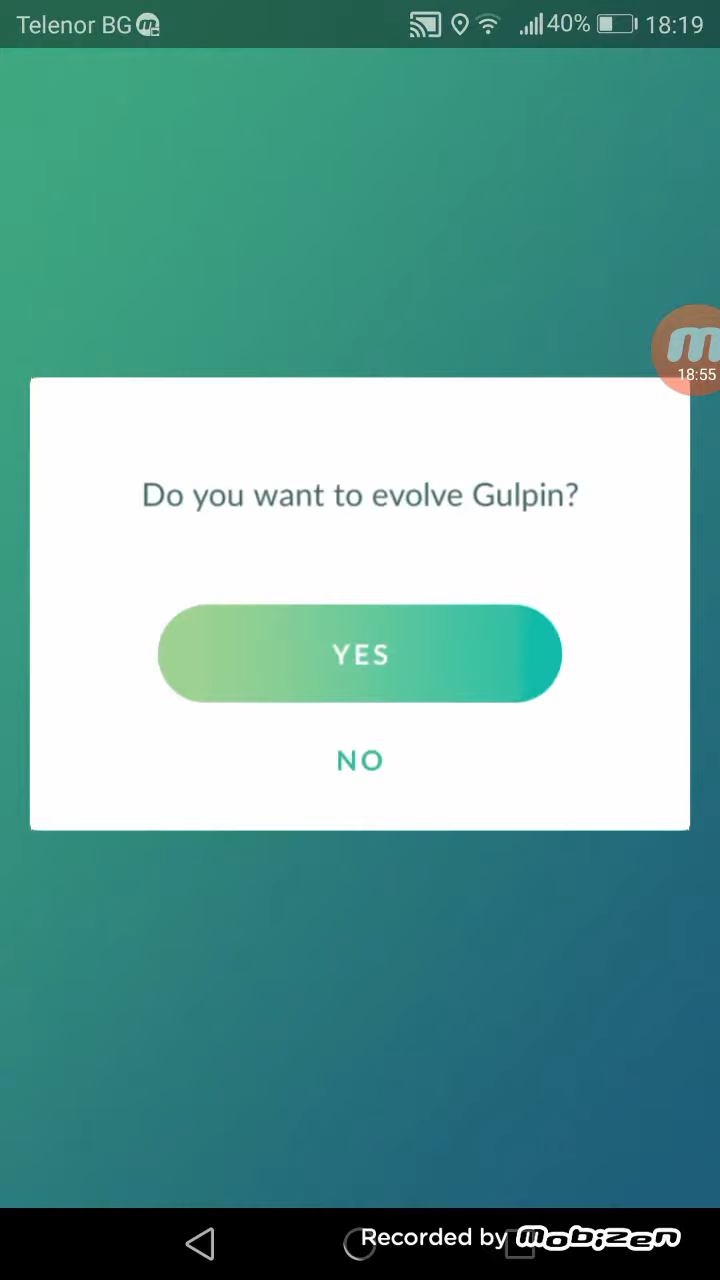 Telenor BG 40% 18:19
18:55
Do you want to evolve Gulpin?
YES
NO
Recorded by mobizen